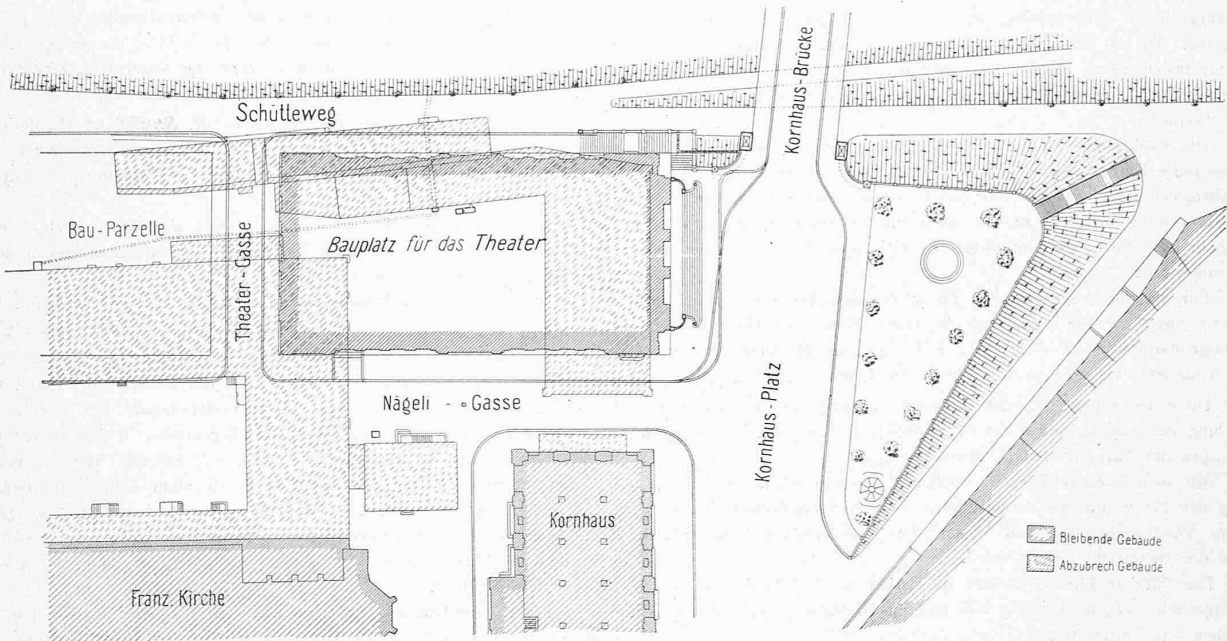 Schütteweg
Kornhaus-Brücke
Bau-Parzelle
Theater-Gasse
Bauplatz für das Theater
Nägeli - Gasse
Kornhaus-Platz
Kornhaus
Franz. Kirche
Bleibende Gebäude
Abzubrech Gebäude